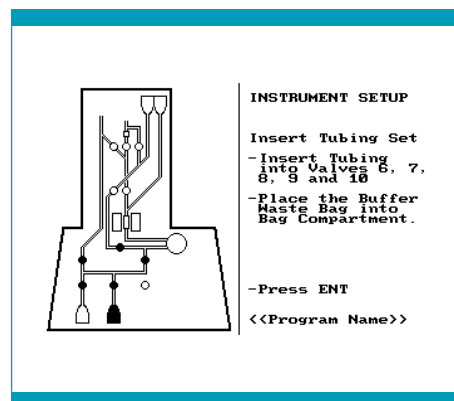 INSTRUMENT SETUP
Insert Tubing Set
-Insert Tubing
into Valves 6, 7,
8, 9 and 10
-Place the Buffer
Waste Bag into
Bag Compartment.
-Press ENT
<<Program Name>>